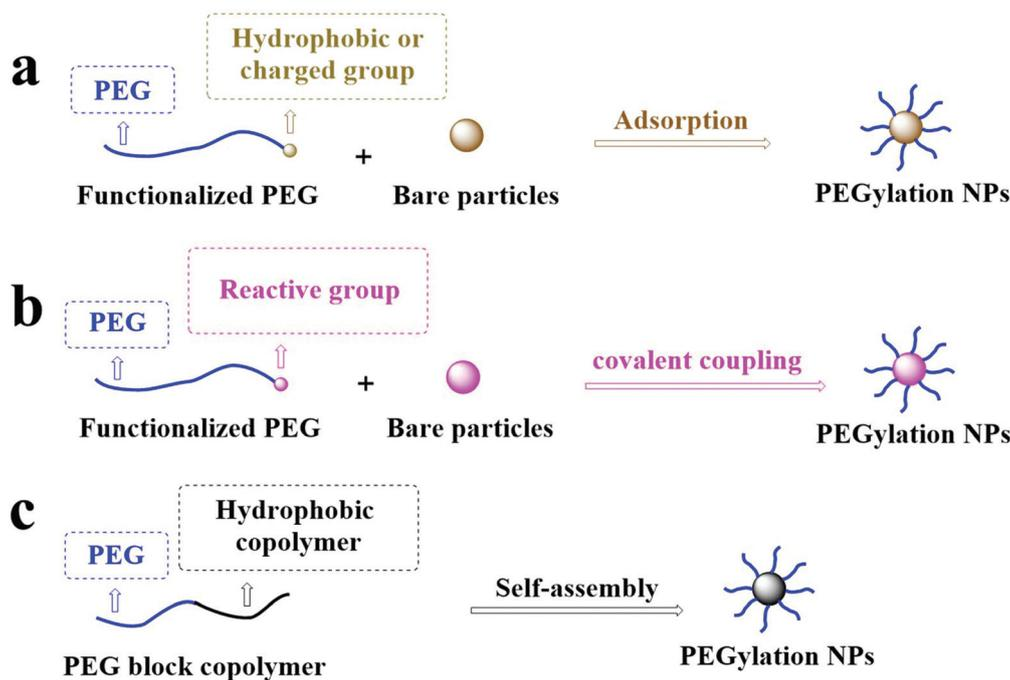 a
PEG
Hydrophobic or
charged group
+
Adsorption
Functionalized PEG
Bare particles
PEGylation NPs
b
PEG
Reactive group
+
covalent coupling
Functionalized PEG
Bare particles
PEGylation NPs
c
PEG
Hydrophobic
copolymer
Self-assembly
PEG block copolymer
PEGylation NPs